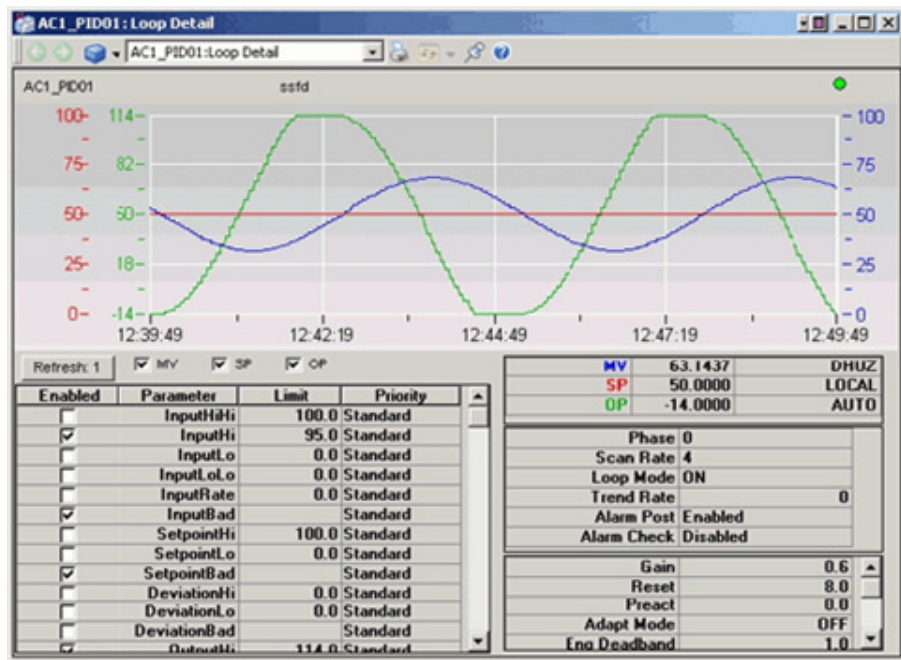 AC1_PID01: Loop Detail
AC1_PID01:Loop Detail
AC1_PID01 ssfd
100 114 100
75 82 75
50 50 50
25 18 25
0 -14 0
12:39:49 12:42:19 12:44:49 12:47:19 12:49:49
Refresh: 1 MV SP OP
Enabled Parameter Limit Priority
InputHiHi 100.0 Standard
InputHi 95.0 Standard
InputLo 0.0 Standard
InputLoLo 0.0 Standard
InputRate 0.0 Standard
InputBad Standard
SetpointHi 100.0 Standard
SetpointLo 0.0 Standard
SetpointBad Standard
DeviationHi 0.0 Standard
DeviationLo 0.0 Standard
DeviationBad Standard
OutputHi 114.0 Standard
MV 63.1437 DHUZ
SP 50.0000 LOCAL
OP -14.0000 AUTO
Phase 0
Scan Rate 4
Loop Mode ON
Trend Rate 0
Alarm Post Enabled
Alarm Check Disabled
Gain 0.6
Reset 8.0
Preact 0.0
Adapt Mode OFF
Eng Deadband 1.0